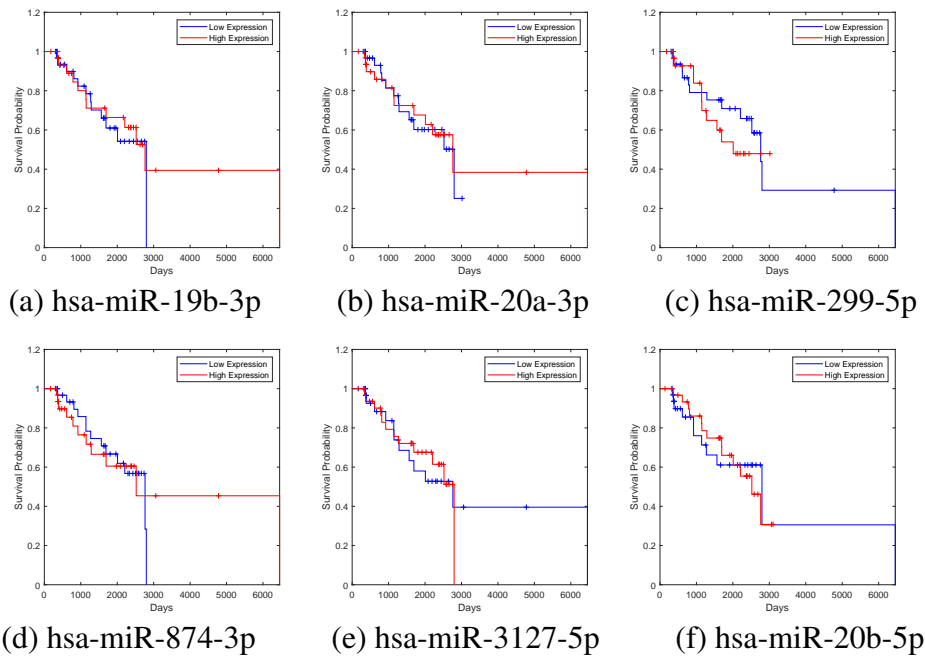 1.2
Low Expression
High Expression
1
0.8
0.6
0.4
0.2
0
Survival Probability
0 1000 2000 3000 4000 5000 6000
Days
(a) hsa-miR-19b-3p
1.2
Low Expression
High Expression
1
0.8
0.6
0.4
0.2
0
Survival Probability
0 1000 2000 3000 4000 5000 6000
Days
(b) hsa-miR-20a-3p
1.2
Low Expression
High Expression
1
0.8
0.6
0.4
0.2
0
Survival Probability
0 1000 2000 3000 4000 5000 6000
Days
(c) hsa-miR-299-5p
1.2
Low Expression
High Expression
1
0.8
0.6
0.4
0.2
0
Survival Probability
0 1000 2000 3000 4000 5000 6000
Days
(d) hsa-miR-874-3p
1.2
Low Expression
High Expression
1
0.8
0.6
0.4
0.2
0
Survival Probability
0 1000 2000 3000 4000 5000 6000
Days
(e) hsa-miR-3127-5p
1.2
Low Expression
High Expression
1
0.8
0.6
0.4
0.2
0
Survival Probability
0 1000 2000 3000 4000 5000 6000
Days
(f) hsa-miR-20b-5p